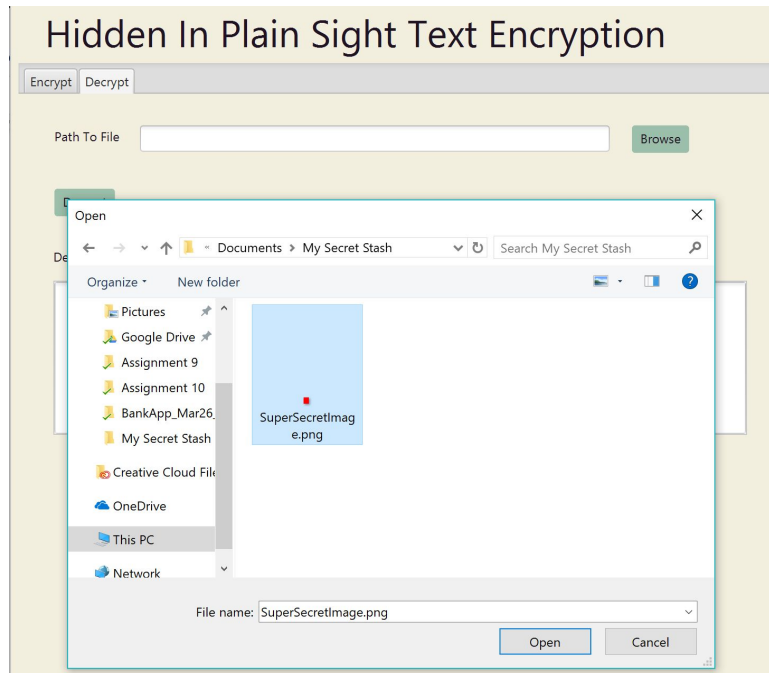 Hidden In Plain Sight Text Encryption
Encrypt Decrypt
Path To File Browse
Open
« Documents > My Secret Stash Search My Secret Stash
Organize New folder
Pictures
Google Drive
Assignment 9
Assignment 10
BankApp_Mar26_
My Secret Stash
Creative Cloud File
OneDrive
This PC
Network
SuperSecretImag
e.png
File name: SuperSecretImage.png
Open Cancel